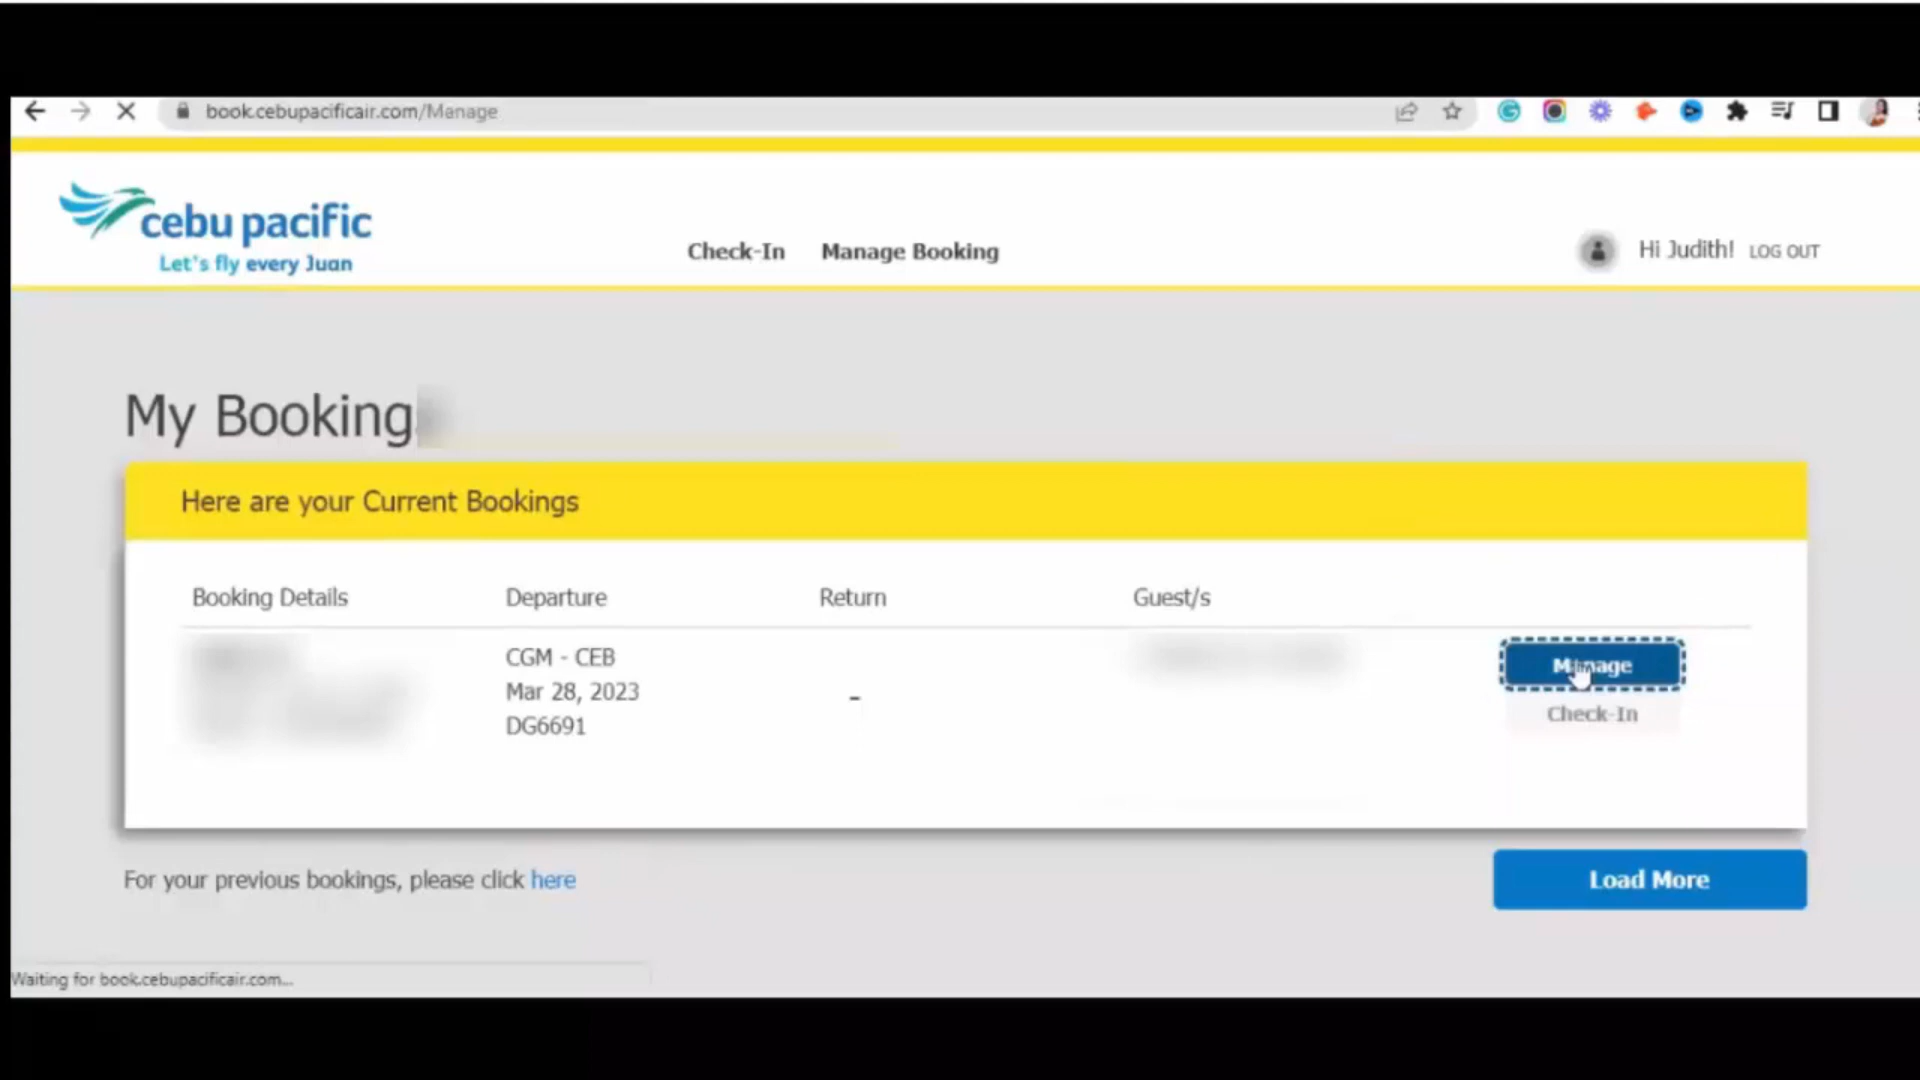 book.cebupacificair.com/Manage
cebu pacific
Let's fly every Juan
Check-In
Manage Booking
Hi Judith!
LOG OUT
My Booking
Here are your Current Bookings
Booking Details
Departure
Return
Guest/s
CGM - CEB
Mar 28, 2023
DG6691
-
Manage
Check-In
For your previous bookings, please click here
Load More
Waiting for book.cebupacificair.com...